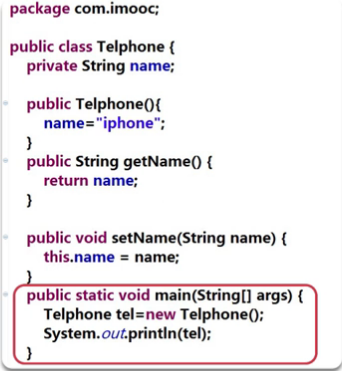 package com.imooc;
public class Telphone {
private String name;
public Telphone(){
name="iphone";
}
public String getName() {
return name;
}
public void setName(String name) {
this.name = name;
}
public static void main(String[] args) {
Telphone tel=new Telphone();
System.out.println(tel);
}